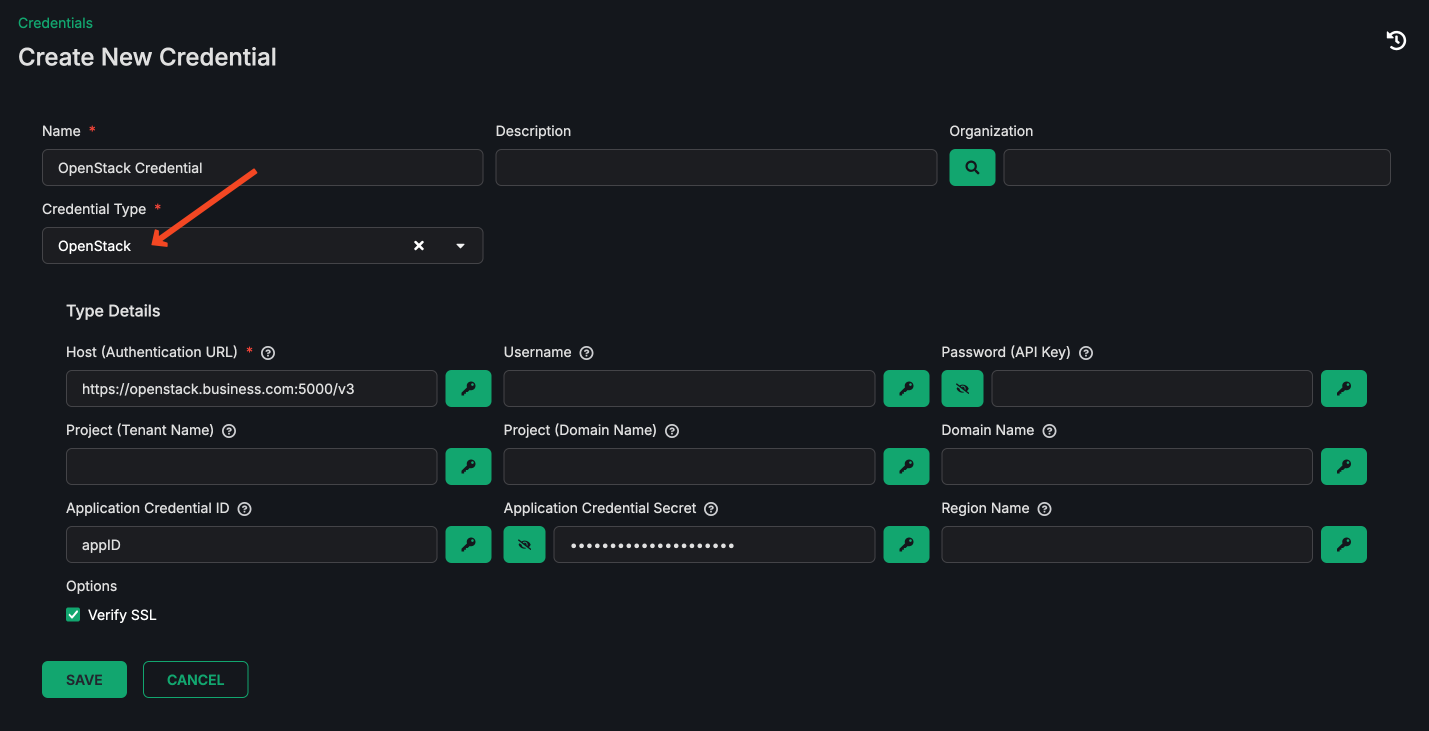 Credentials
Create New Credential
Name * Description Organization
OpenStack Credential
Credential Type *
OpenStack
Type Details
Host (Authentication URL) * Username Password (API Key)
https://openstack.business.com:5000/v3
Project (Tenant Name) Project (Domain Name) Domain Name
Application Credential ID Application Credential Secret Region Name
appID •••••••••••••••••••••
Options
Verify SSL
SAVE CANCEL